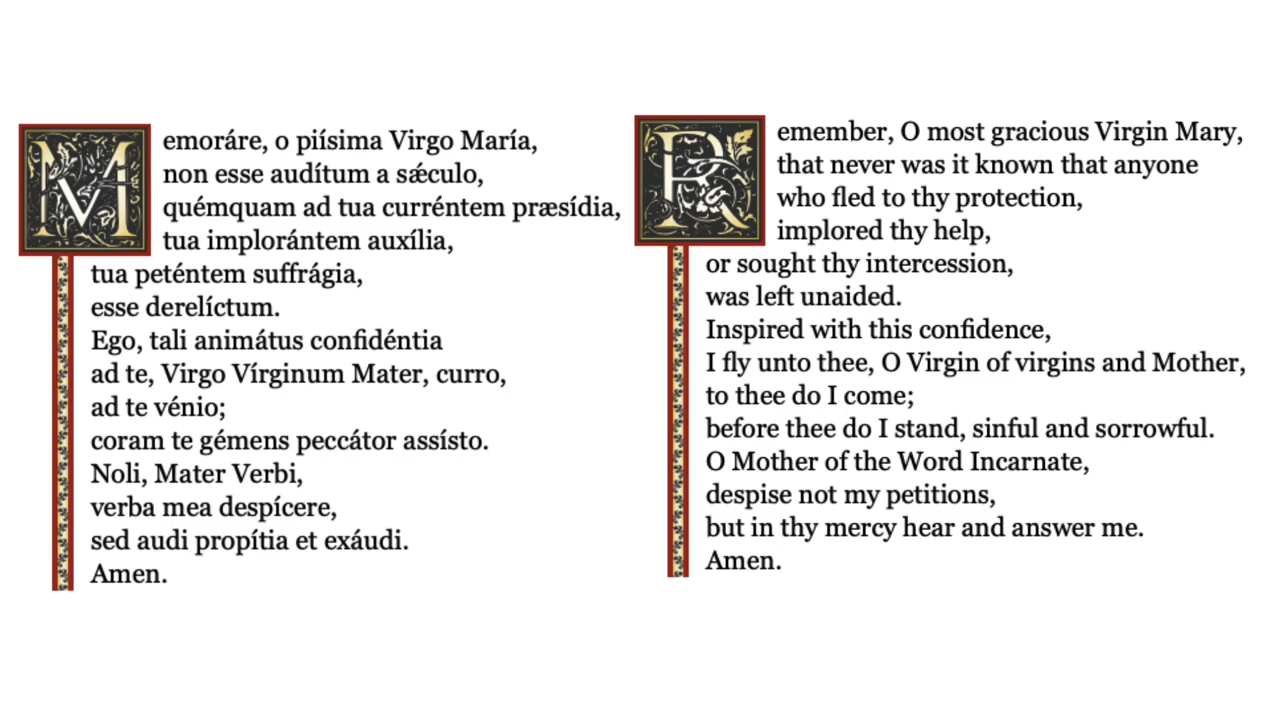 Memoráre, o piísima Virgo María,
non esse audítum a sǽculo,
quémquam ad tua curréntem præsídia,
tua implorántem auxília,
tua peténtem suffrágia,
esse derelíctum.
Ego, tali animátus confidéntia
ad te, Virgo Vírginum Mater, curro,
ad te vénio;
coram te gémens peccátor assísto.
Noli, Mater Verbi,
verba mea despícere,
sed audi propítia et exáudi.
Amen.
Remember, O most gracious Virgin Mary,
that never was it known that anyone
who fled to thy protection,
implored thy help,
or sought thy intercession,
was left unaided.
Inspired with this confidence,
I fly unto thee, O Virgin of virgins and Mother,
to thee do I come;
before thee do I stand, sinful and sorrowful.
O Mother of the Word Incarnate,
despise not my petitions,
but in thy mercy hear and answer me.
Amen.